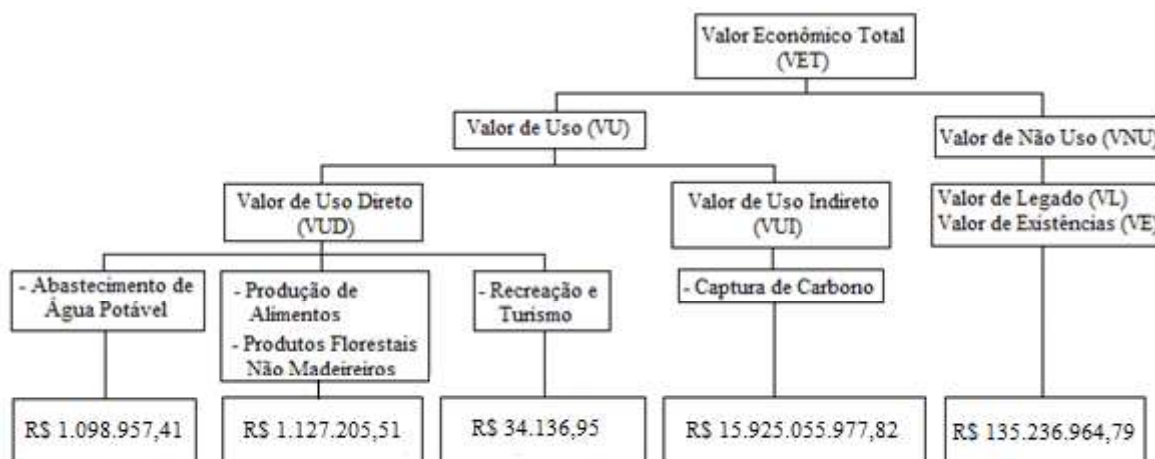 Valor Econômico Total
(VET)
Valor de Uso (VU)
Valor de Não Uso (VNU)
Valor de Uso Direto
(VUD)
Valor de Uso Indireto
(VUI)
Valor de Legado (VL)
Valor de Existências (VE)
- Abastecimento de
Água Potável
- Produção de
Alimentos
- Produtos Florestais
Não Madeireiros
- Recreação e
Turismo
- Captura de Carbono
R$ 1.098.957,41
R$ 1.127.205,51
R$ 34.136,95
R$ 15.925.055.977,82
R$ 135.236.964,79